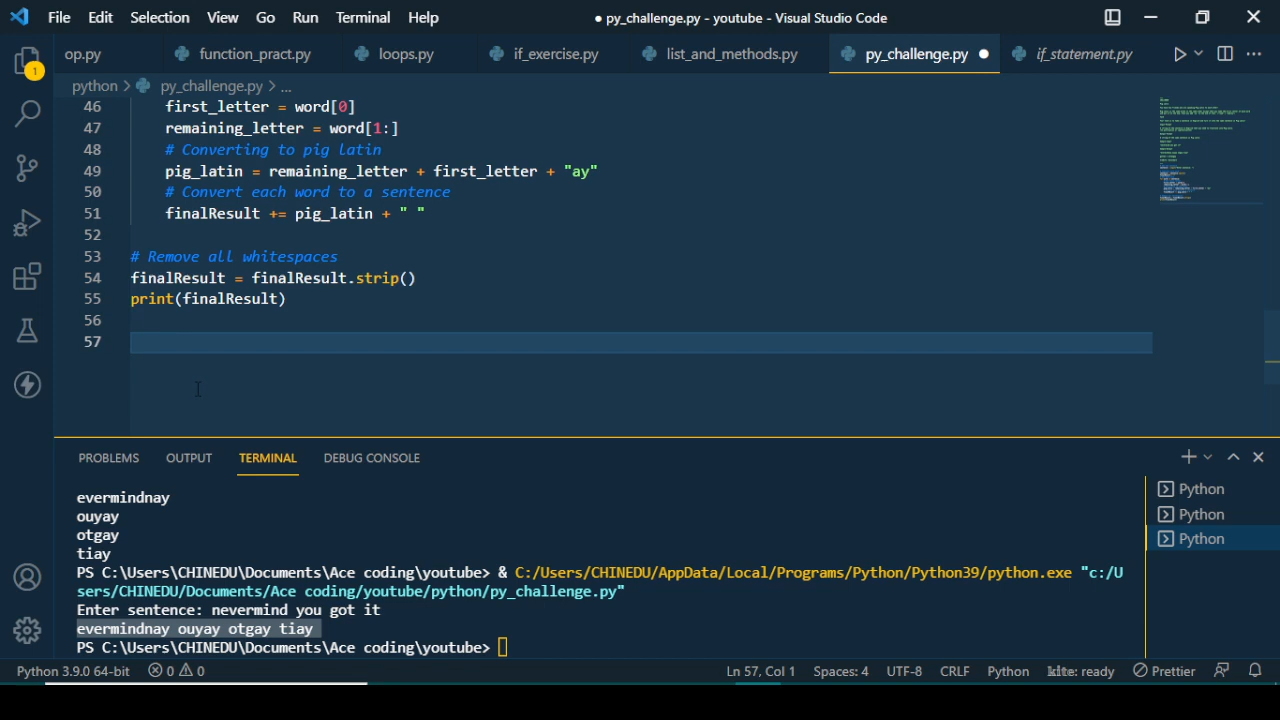 File Edit Selection View Go Run Terminal Help ● py_challenge.py - youtube - Visual Studio Code
op.py function_pract.py loops.py if_exercise.py list_and_methods.py py_challenge.py ● if_statement.py ...
1
python > py_challenge.py > ...
46 first_letter = word[0]
47 remaining_letter = word[1:]
48 # Converting to pig latin
49 pig_latin = remaining_letter + first_letter + "ay"
50 # Convert each word to a sentence
51 finalResult += pig_latin + " "
52
53 # Remove all whitespaces
54 finalResult = finalResult.strip()
55 print(finalResult)
56
57
PROBLEMS OUTPUT TERMINAL DEBUG CONSOLE
evermindnay
ouyay
otgay
tiay
PS C:\Users\CHINEDU\Documents\Ace coding\youtube> & C:/Users/CHINEDU/AppData/Local/Programs/Python/Python39/python.exe "c:/U
sers/CHINEDU/Documents/Ace coding/youtube/python/py_challenge.py"
Enter sentence: nevermind you got it
evermindnay ouyay otgay tiay
PS C:\Users\CHINEDU\Documents\Ace coding\youtube>
Python
Python
Python
Python 3.9.0 64-bit 0 0 Ln 57, Col 1 Spaces: 4 UTF-8 CRLF Python kite: ready Prettier